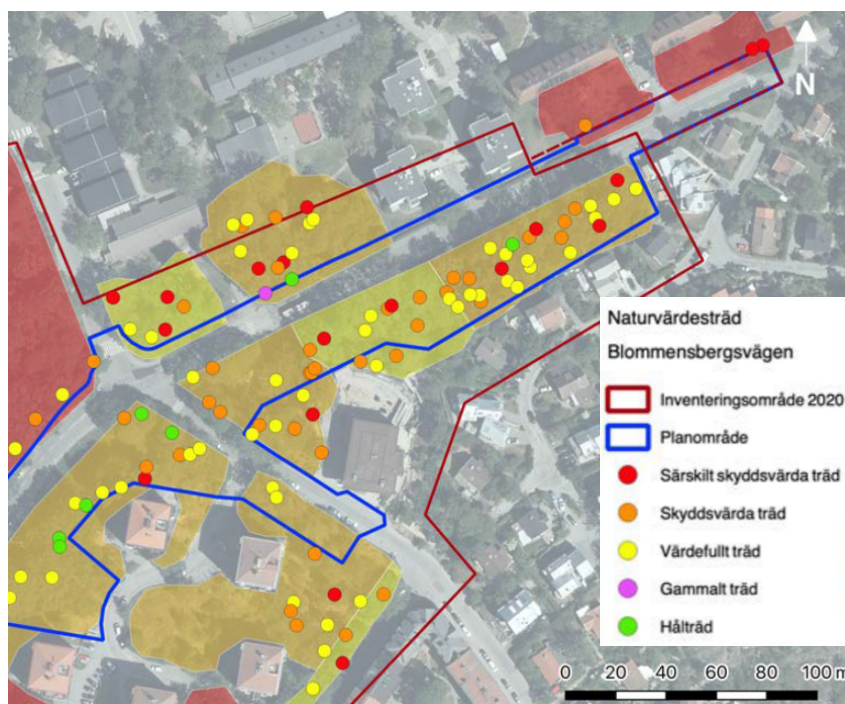 N
Naturvärdesträd
Blommensbergsvägen
Inventeringsområde 2020
Planområde
Särskilt skyddsvärda träd
Skyddsvärda träd
Värdefullt träd
Gammalt träd
Hålträd
0 20 40 60 80 100 m